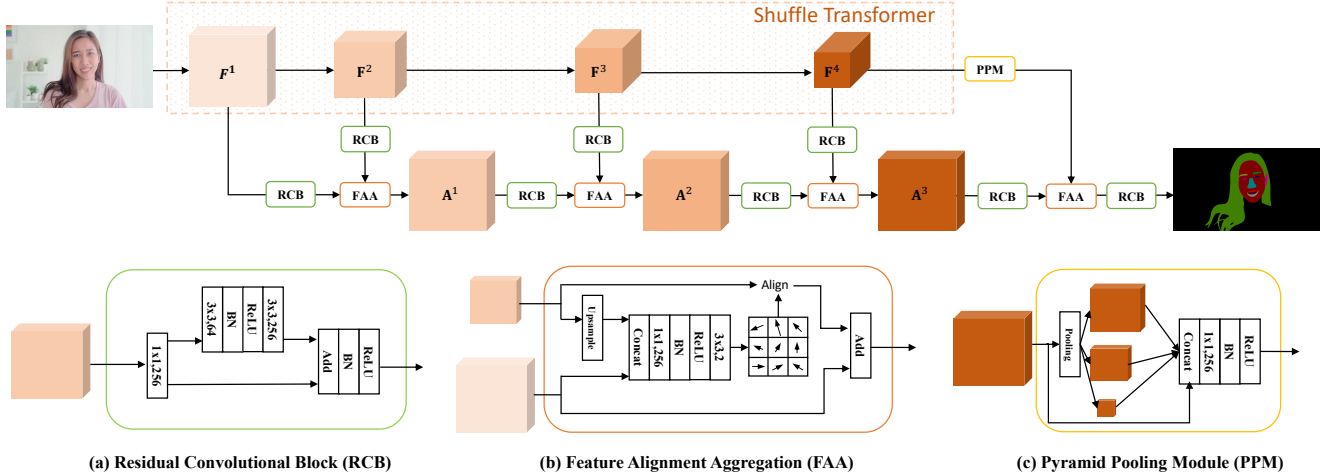 Shuffle Transformer
F¹
F²
F³
F⁴
PPM
RCB
RCB
RCB
RCB
FAA
A¹
RCB
FAA
A²
RCB
FAA
A³
RCB
FAA
RCB
1x1,256
3x3,64
BN
ReLU
3x3,256
Add
BN
ReLU
Upsample
Concat
1x1,256
BN
ReLU
3x3,2
Align
Add
Pooling
Concat
1x1,256
BN
ReLU
(a) Residual Convolutional Block (RCB)
(b) Feature Alignment Aggregation (FAA)
(c) Pyramid Pooling Module (PPM)